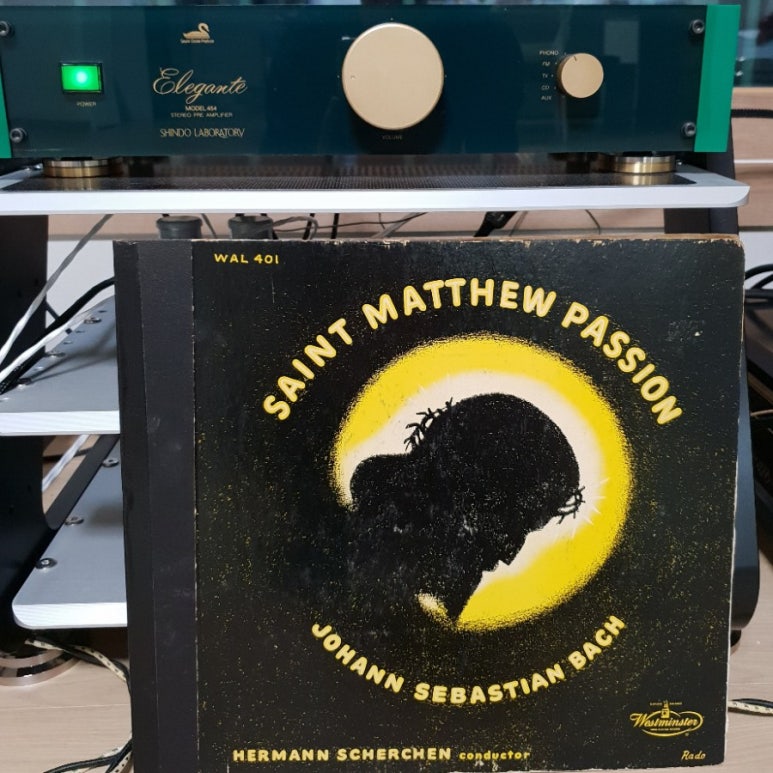 Elegante
POWER
MODEL 454
STEREO PRE AMPLIFIER
SHINDO LABORATORY
VOLUME
PHONO
FM
TV
CD
AUX
WAL 401
SAINT MATTHEW PASSION
JOHANN SEBASTIAN BACH
Westminster
HERMANN SCHERCHEN conductor
Rado